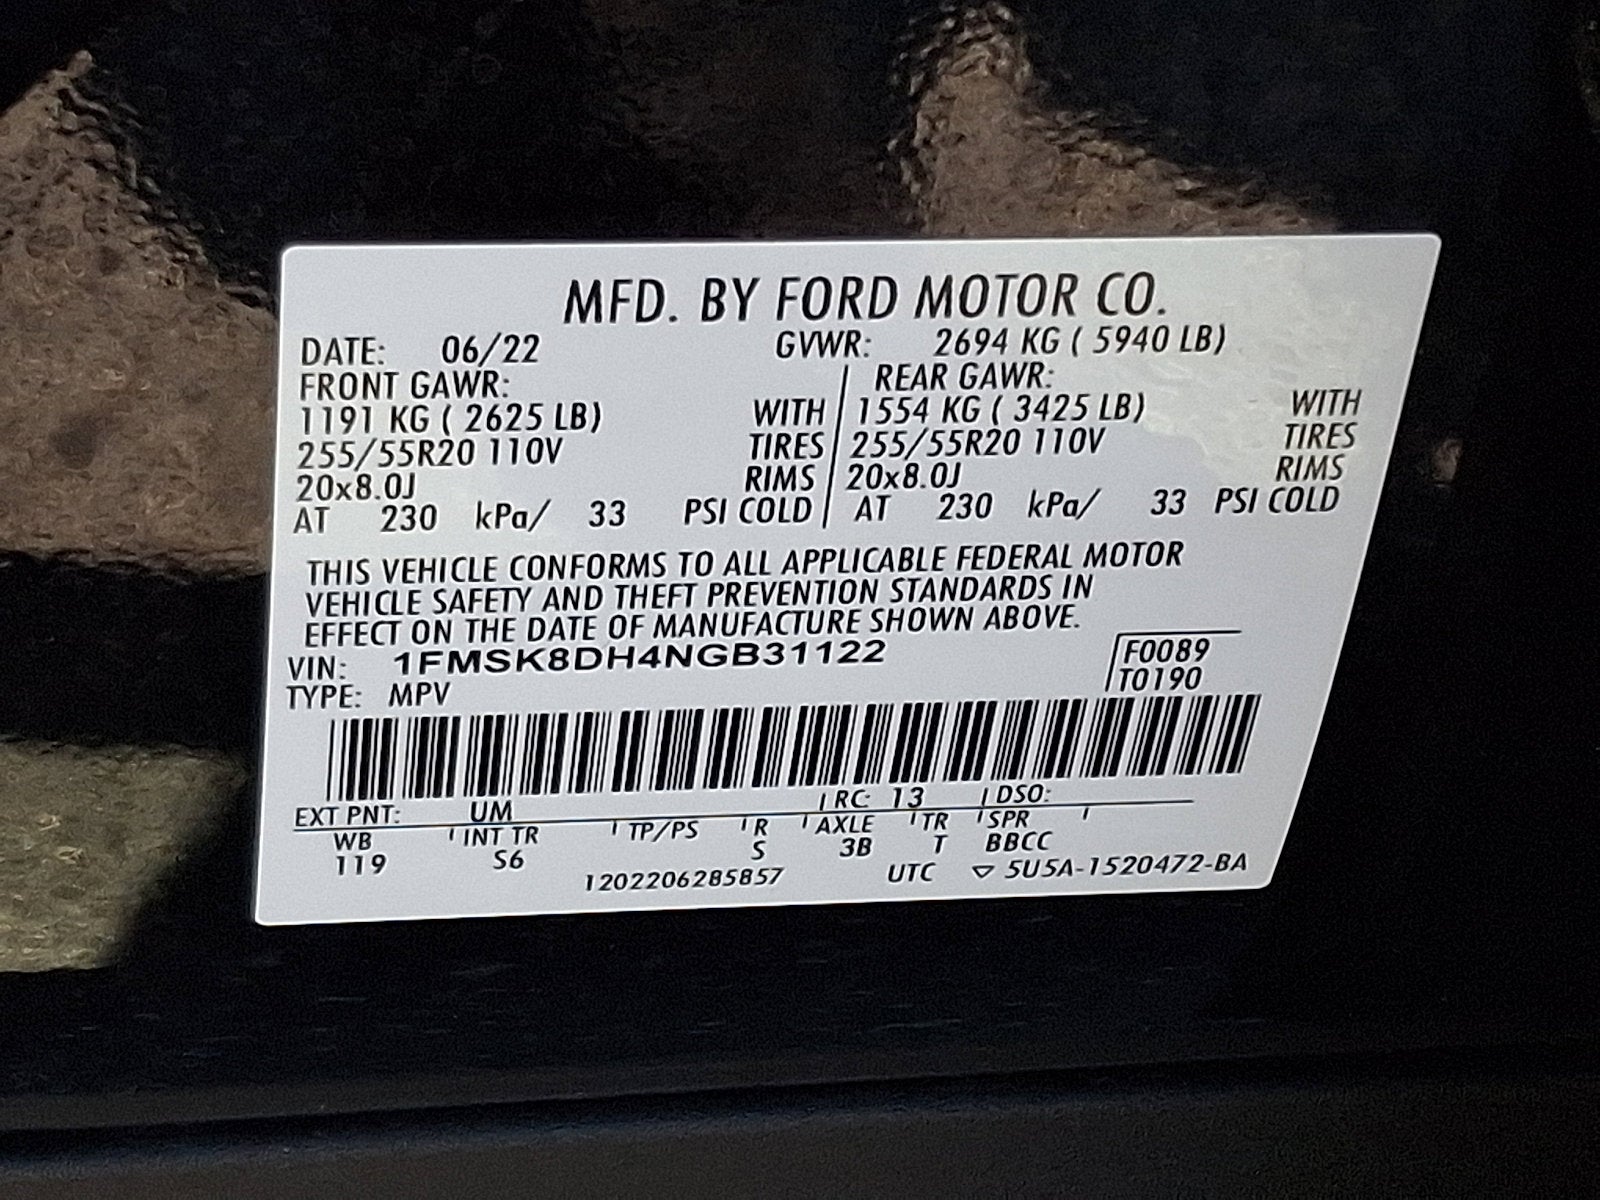 MFD. BY FORD MOTOR CO.
DATE: 06/22 GVWR: 2694 KG ( 5940 LB)
FRONT GAWR: REAR GAWR:
1191 KG ( 2625 LB) WITH 1554 KG ( 3425 LB) WITH
255/55R20 110V TIRES 255/55R20 110V TIRES
20x8.0J RIMS 20x8.0J RIMS
AT 230 kPa/ 33 PSI COLD AT 230 kPa/ 33 PSI COLD
THIS VEHICLE CONFORMS TO ALL APPLICABLE FEDERAL MOTOR
VEHICLE SAFETY AND THEFT PREVENTION STANDARDS IN
EFFECT ON THE DATE OF MANUFACTURE SHOWN ABOVE.
VIN: 1FMSK8DH4NGB31122 F0089
TYPE: MPV T0190
EXT PNT: UM RC: 13 DSO:
WB INT TR TP/PS R AXLE TR SPR
119 S6 S 3B T BBCC
1202206285857 UTC ▽ 5U5A-1520472-BA